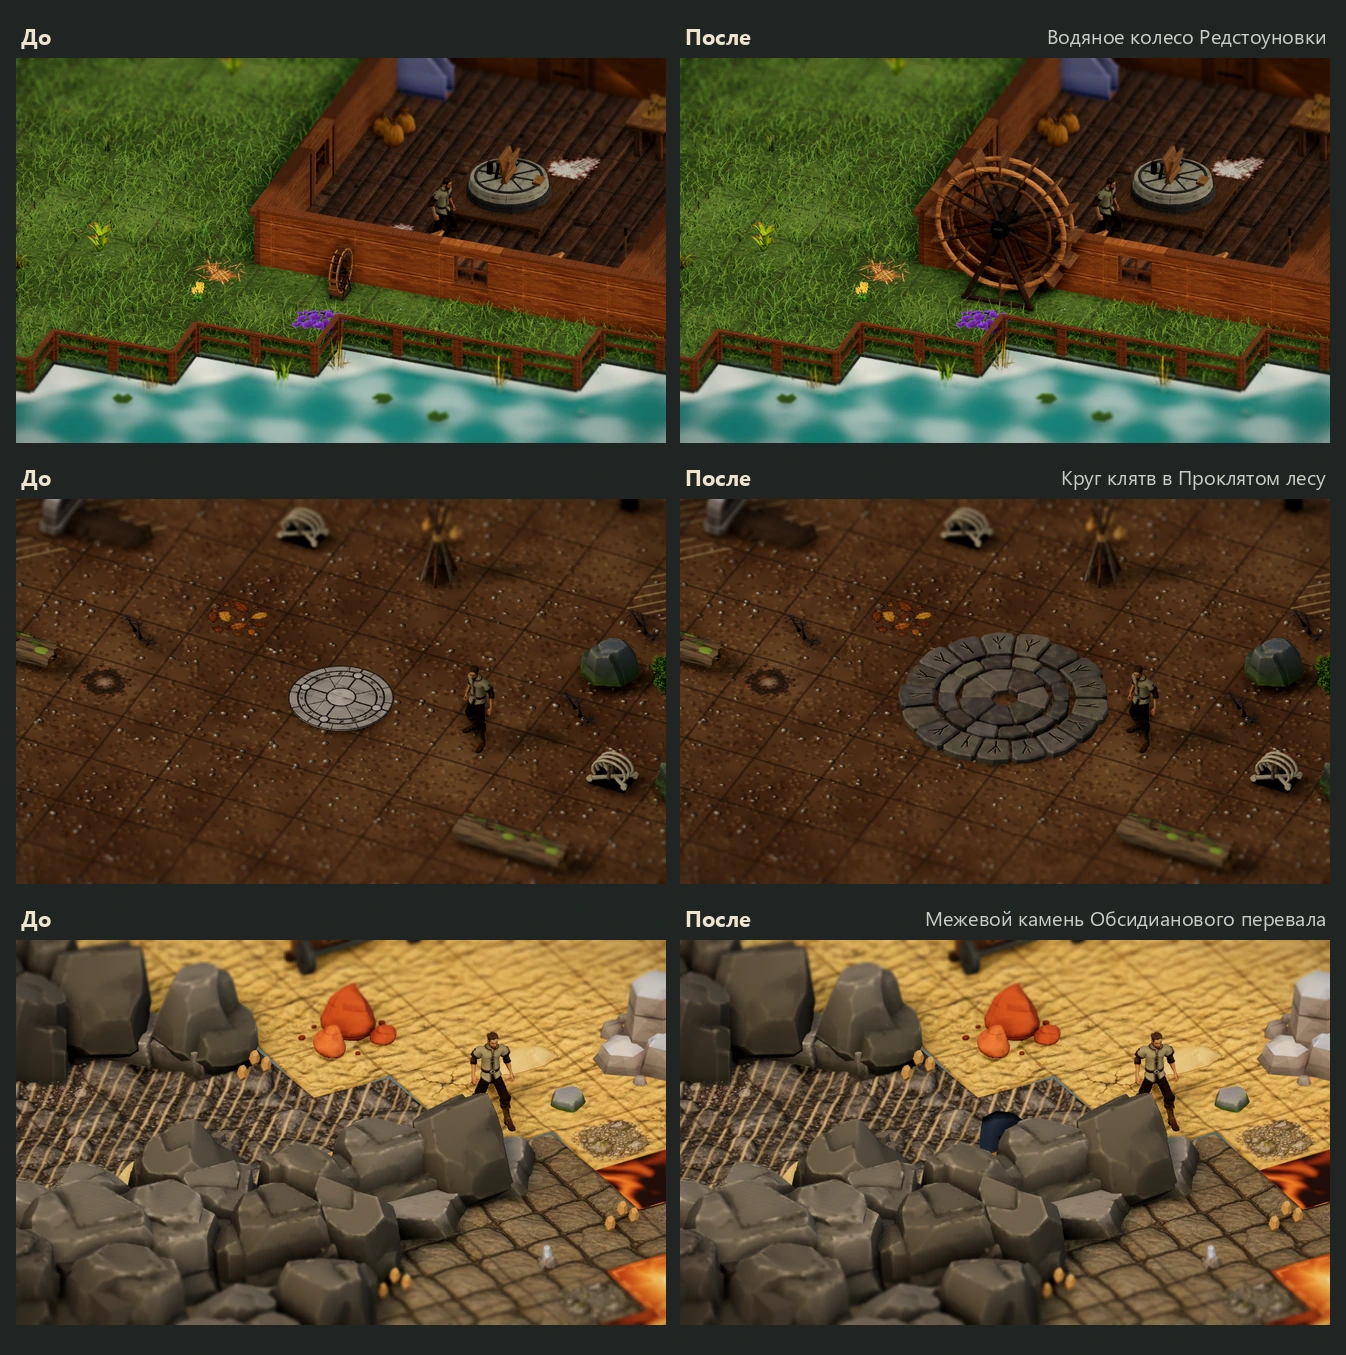 До
После
Водяное колесо Редстоуновки
До
После
Круг клятв в Проклятом лесу
До
После
Межевой камень Обсидианового перевала